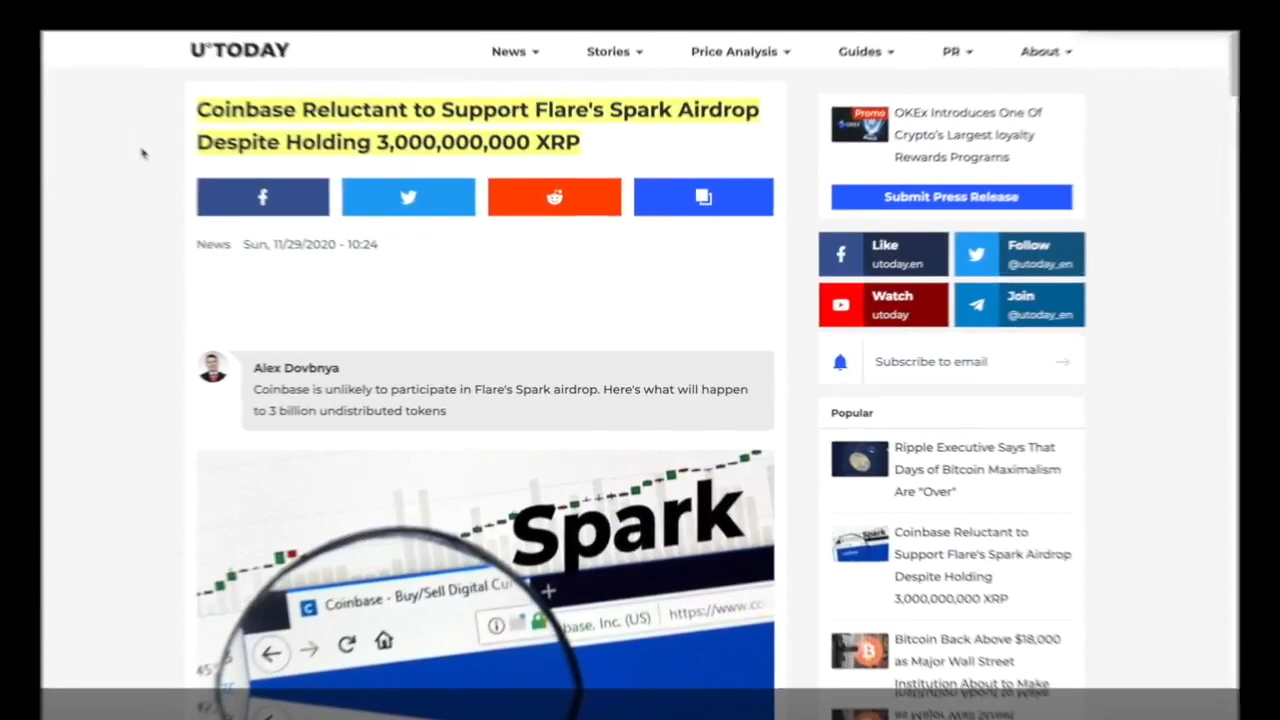 U°TODAY
News
Stories
Price Analysis
Guides
PR
About
Coinbase Reluctant to Support Flare's Spark Airdrop
Despite Holding 3,000,000,000 XRP
News Sun, 11/29/2020 - 10:24
Alex Dovbnya
Coinbase is unlikely to participate in Flare's Spark airdrop. Here's what will happen
to 3 billion undistributed tokens
Spark
Coinbase - Buy/Sell Digital
base, Inc. (US)
https://www.co
Promo
OKEx Introduces One Of
Crypto's Largest loyalty
Rewards Programs
Submit Press Release
Like
utoday.en
Follow
@utoday_en
Watch
utoday
Join
@utoday_en
Subscribe to email
Popular
Ripple Executive Says That
Days of Bitcoin Maximalism
Are "Over"
Spark
Coinbase Reluctant to
Support Flare's Spark Airdrop
Despite Holding
3,000,000,000 XRP
Bitcoin Back Above $18,000
as Major Wall Street
Institution About to Make